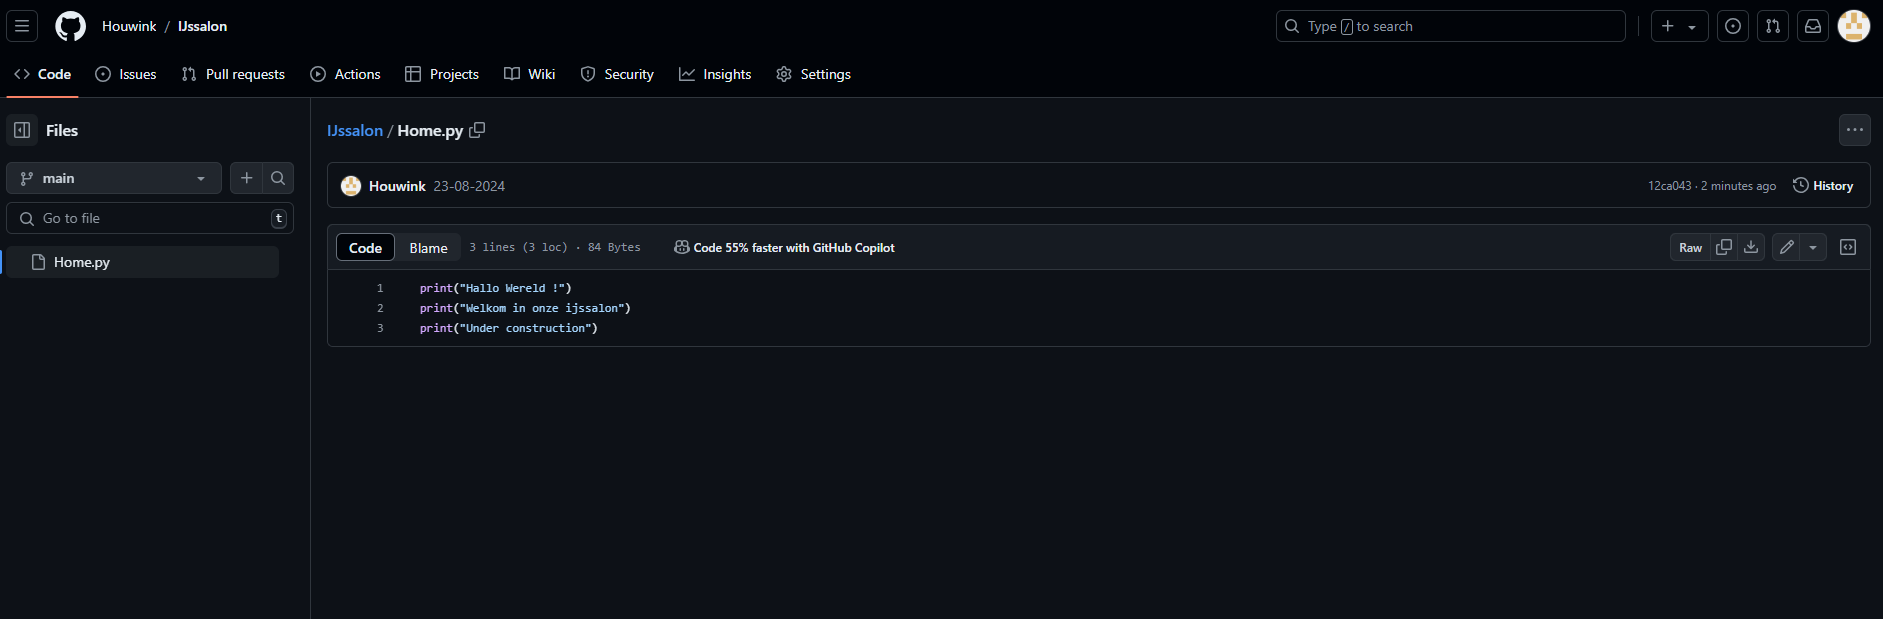 Houwink / IJssalon
Type / to search
Code Issues Pull requests Actions Projects Wiki Security Insights Settings
Files
main
Go to file t
Home.py
IJssalon / Home.py
Houwink 23-08-2024
12ca043 · 2 minutes ago History
Code Blame 3 lines (3 loc) · 84 Bytes Code 55% faster with GitHub Copilot Raw
1 print("Hallo Wereld !")
2 print("Welkom in onze ijssalon")
3 print("Under construction")